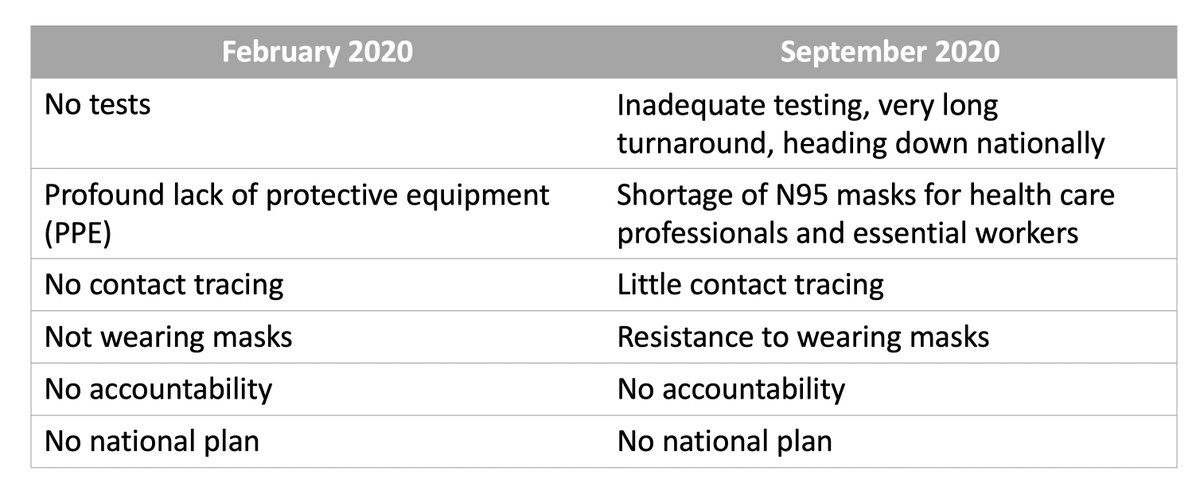 February 2020
September 2020
No tests
Inadequate testing, very long
turnaround, heading down nationally
Profound lack of protective equipment
(PPE)
Shortage of N95 masks for health care
professionals and essential workers
No contact tracing
Little contact tracing
Not wearing masks
Resistance to wearing masks
No accountability
No accountability
No national plan
No national plan